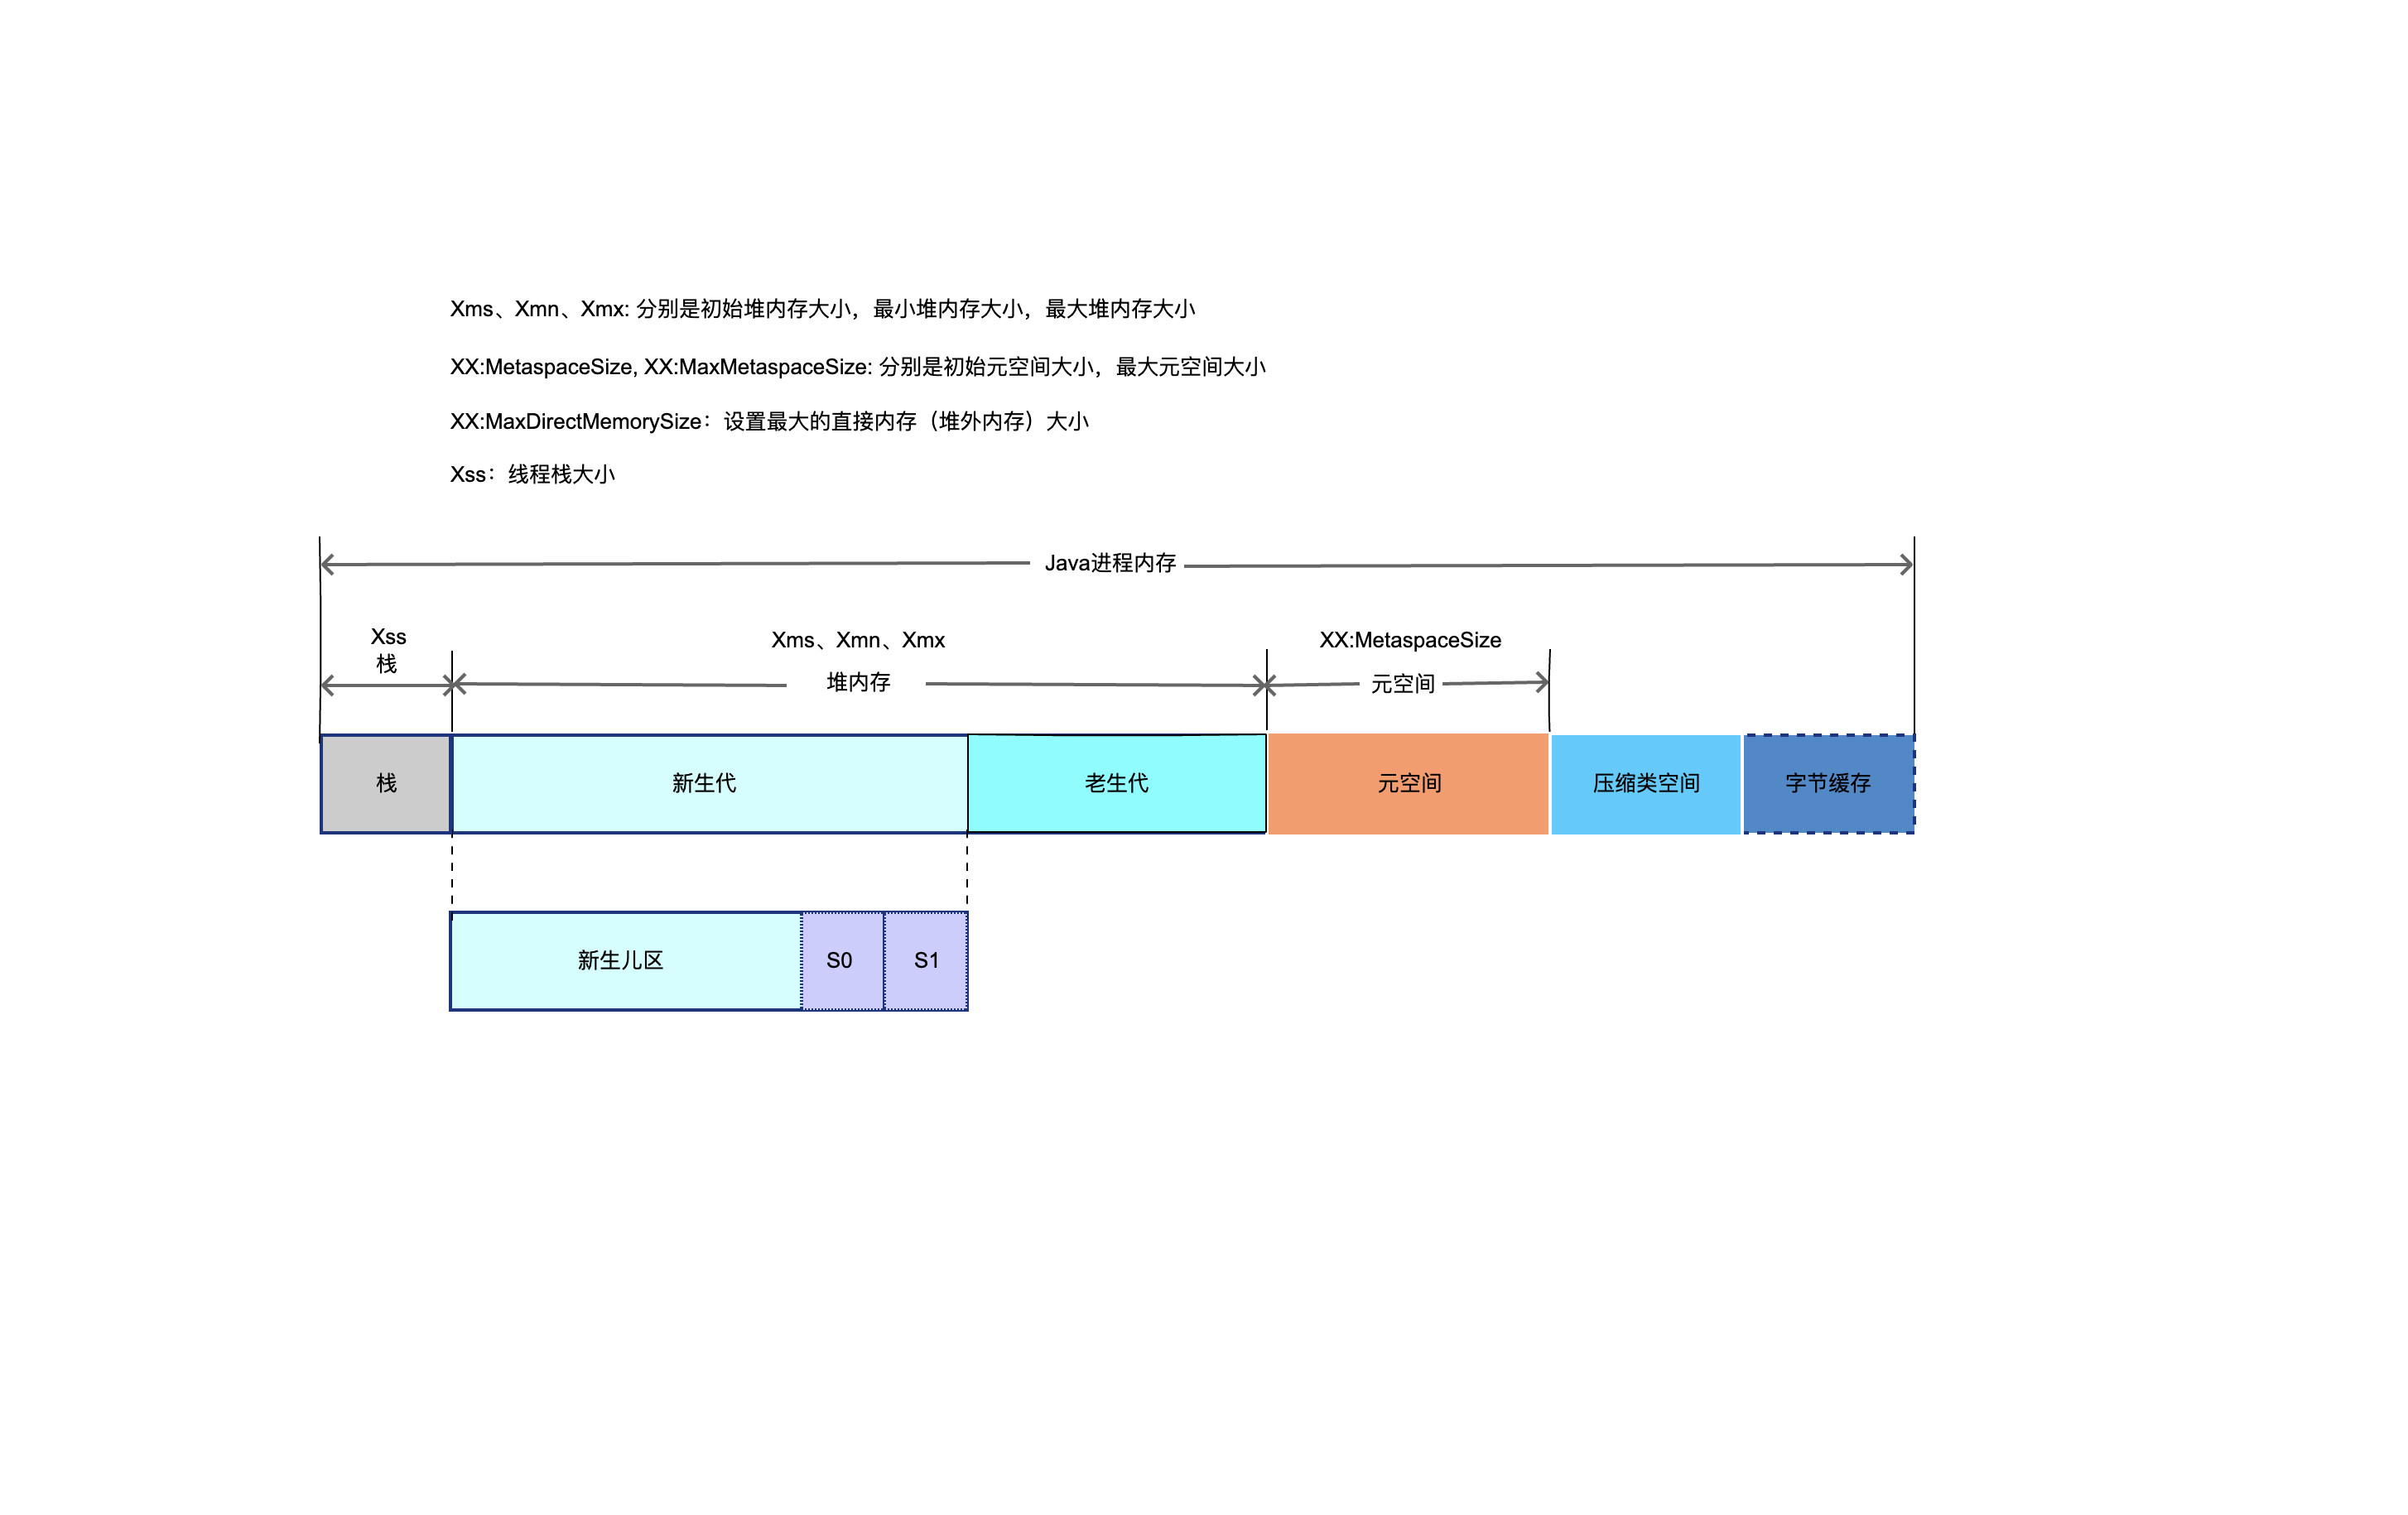 Xms、Xmn、Xmx: 分别是初始堆内存大小，最小堆内存大小，最大堆内存大小
XX:MetaspaceSize, XX:MaxMetaspaceSize: 分别是初始元空间大小，最大元空间大小
XX:MaxDirectMemorySize：设置最大的直接内存（堆外内存）大小
Xss：线程栈大小
Java进程内存
Xss
栈
Xms、Xmn、Xmx
堆内存
XX:MetaspaceSize
元空间
栈
新生代
老生代
元空间
压缩类空间
字节缓存
新生儿区
S0
S1